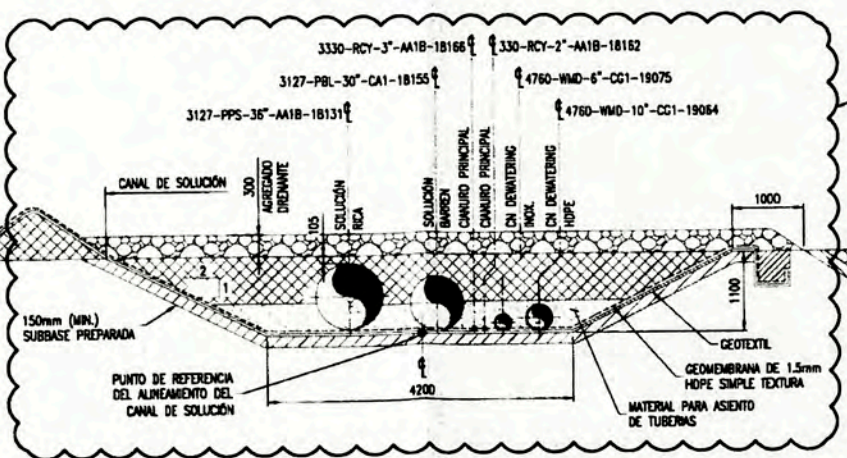 3330-RCY-3"-AA1B-18166
330-RCY-2"-AA1B-18162
3127-PBL-30"-CA1-18155
4760-WMD-6"-CG1-19075
3127-PPS-36"-AA1B-18131
4760-WMD-10"-CG1-19064
CANAL DE SOLUCIÓN
300
AGREGADO
DRENANTE
105
SOLUCIÓN
RICA
SOLUCIÓN
BARREN
CIANURO PRINCIPAL
CIANURO PRINCIPAL
CN DEWATERING
INOX.
CN DEWATERING
HDPE
1000
2
1
1100
150mm (MIN.)
SUBBASE PREPARADA
GEOTEXTIL
GEOMEMBRANA DE 1.5mm
HDPE SIMPLE TEXTURA
PUNTO DE REFERENCIA
DEL ALINEAMIENTO DEL
CANAL DE SOLUCIÓN
4200
MATERIAL PARA ASIENTO
DE TUBERIAS